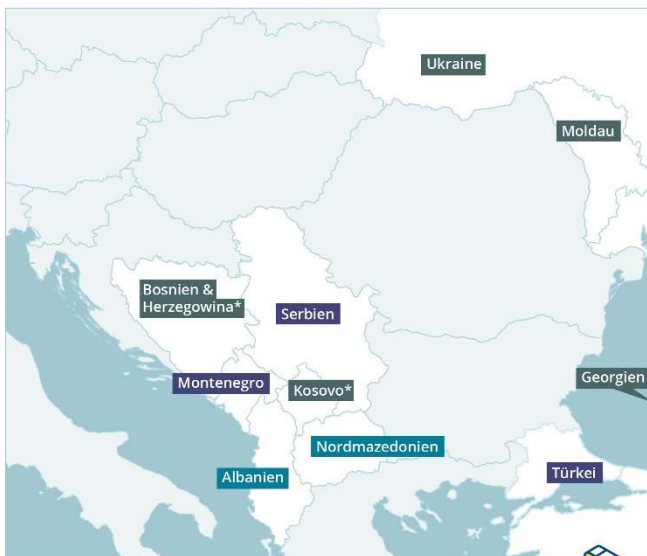 Ukraine
Moldau
Bosnien &
Herzegowina*
Serbien
Georgien
Montenegro
Kosovo*
Nordmazedonien
Albanien
Türkei